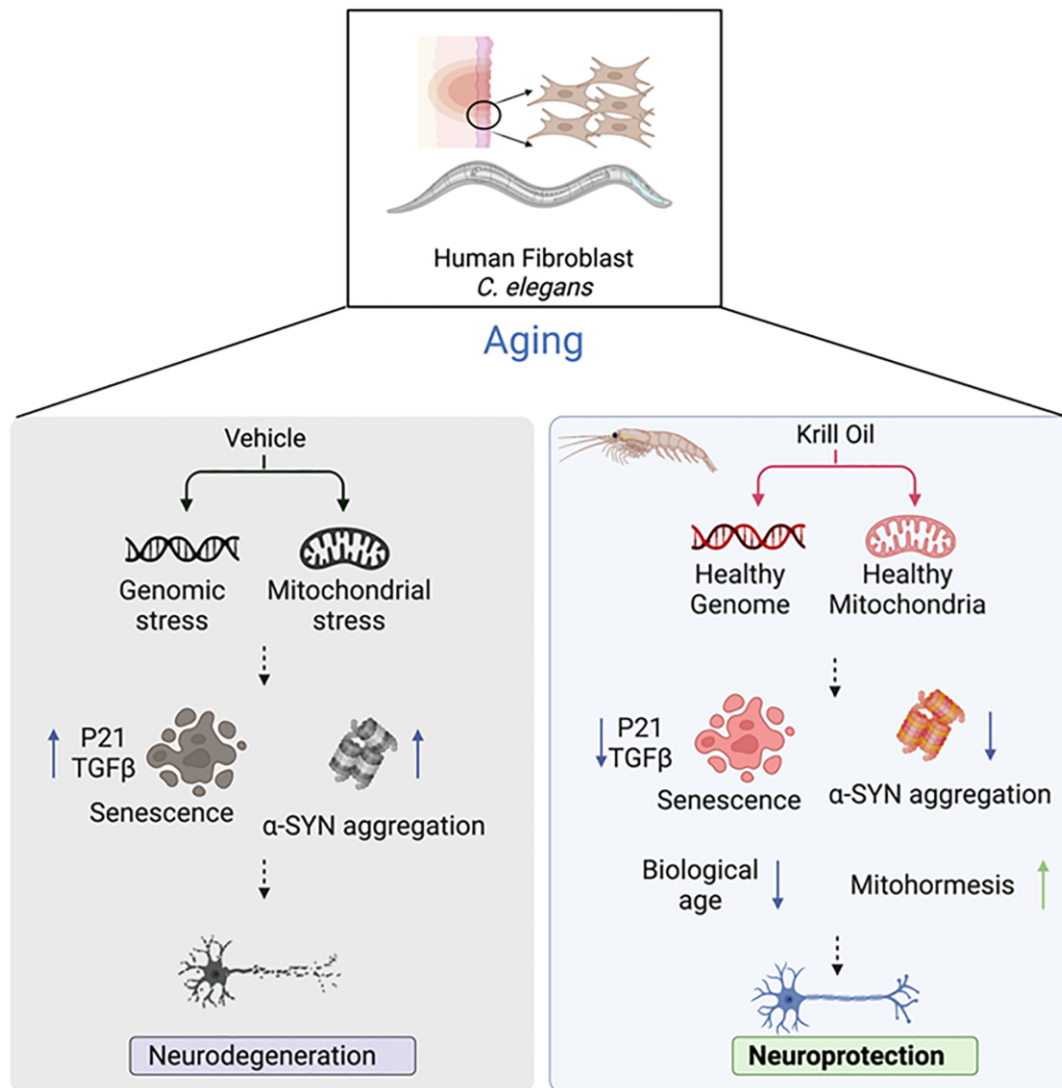 Human Fibroblast
C. elegans
Aging
Vehicle
Genomic
stress
Mitochondrial
stress
P21
TGFβ
Senescence
α-SYN aggregation
Neurodegeneration
Krill Oil
Healthy
Genome
Healthy
Mitochondria
P21
TGFβ
Senescence
α-SYN aggregation
Biological
age
Mitohormesis
Neuroprotection